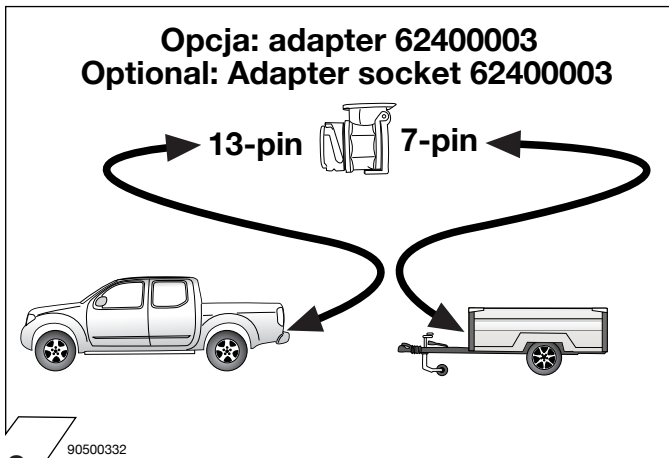 Opcja: adapter 62400003
Optional: Adapter socket 62400003
13-pin 7-pin
90500332